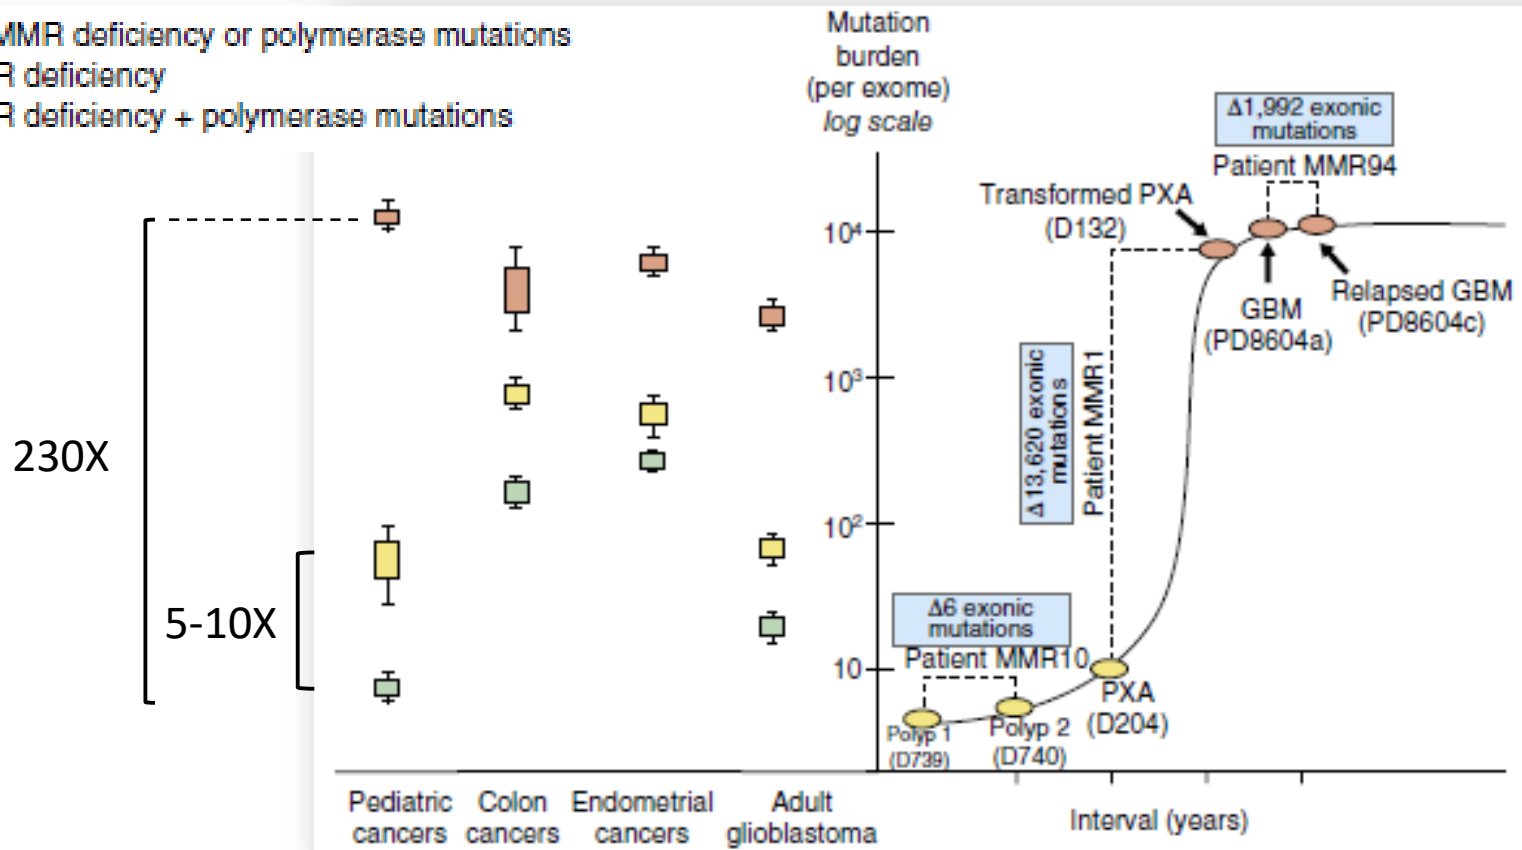 MMR deficiency or polymerase mutations
R deficiency
R deficiency + polymerase mutations
230X
5-10X
Pediatric
cancers
Colon
cancers
Endometrial
cancers
Adult
glioblastoma
Mutation
burden
(per exome)
log scale
10⁴
10³
10²
10
Δ6 exonic
mutations
Patient MMR10
Polyp 1
(D739)
Polyp 2
(D740)
PXA
(D204)
Δ13,620 exonic
mutations
Patient MMR1
Transformed PXA
(D132)
Δ1,992 exonic
mutations
Patient MMR94
GBM
(PD8604a)
Relapsed GBM
(PD8604c)
Interval (years)